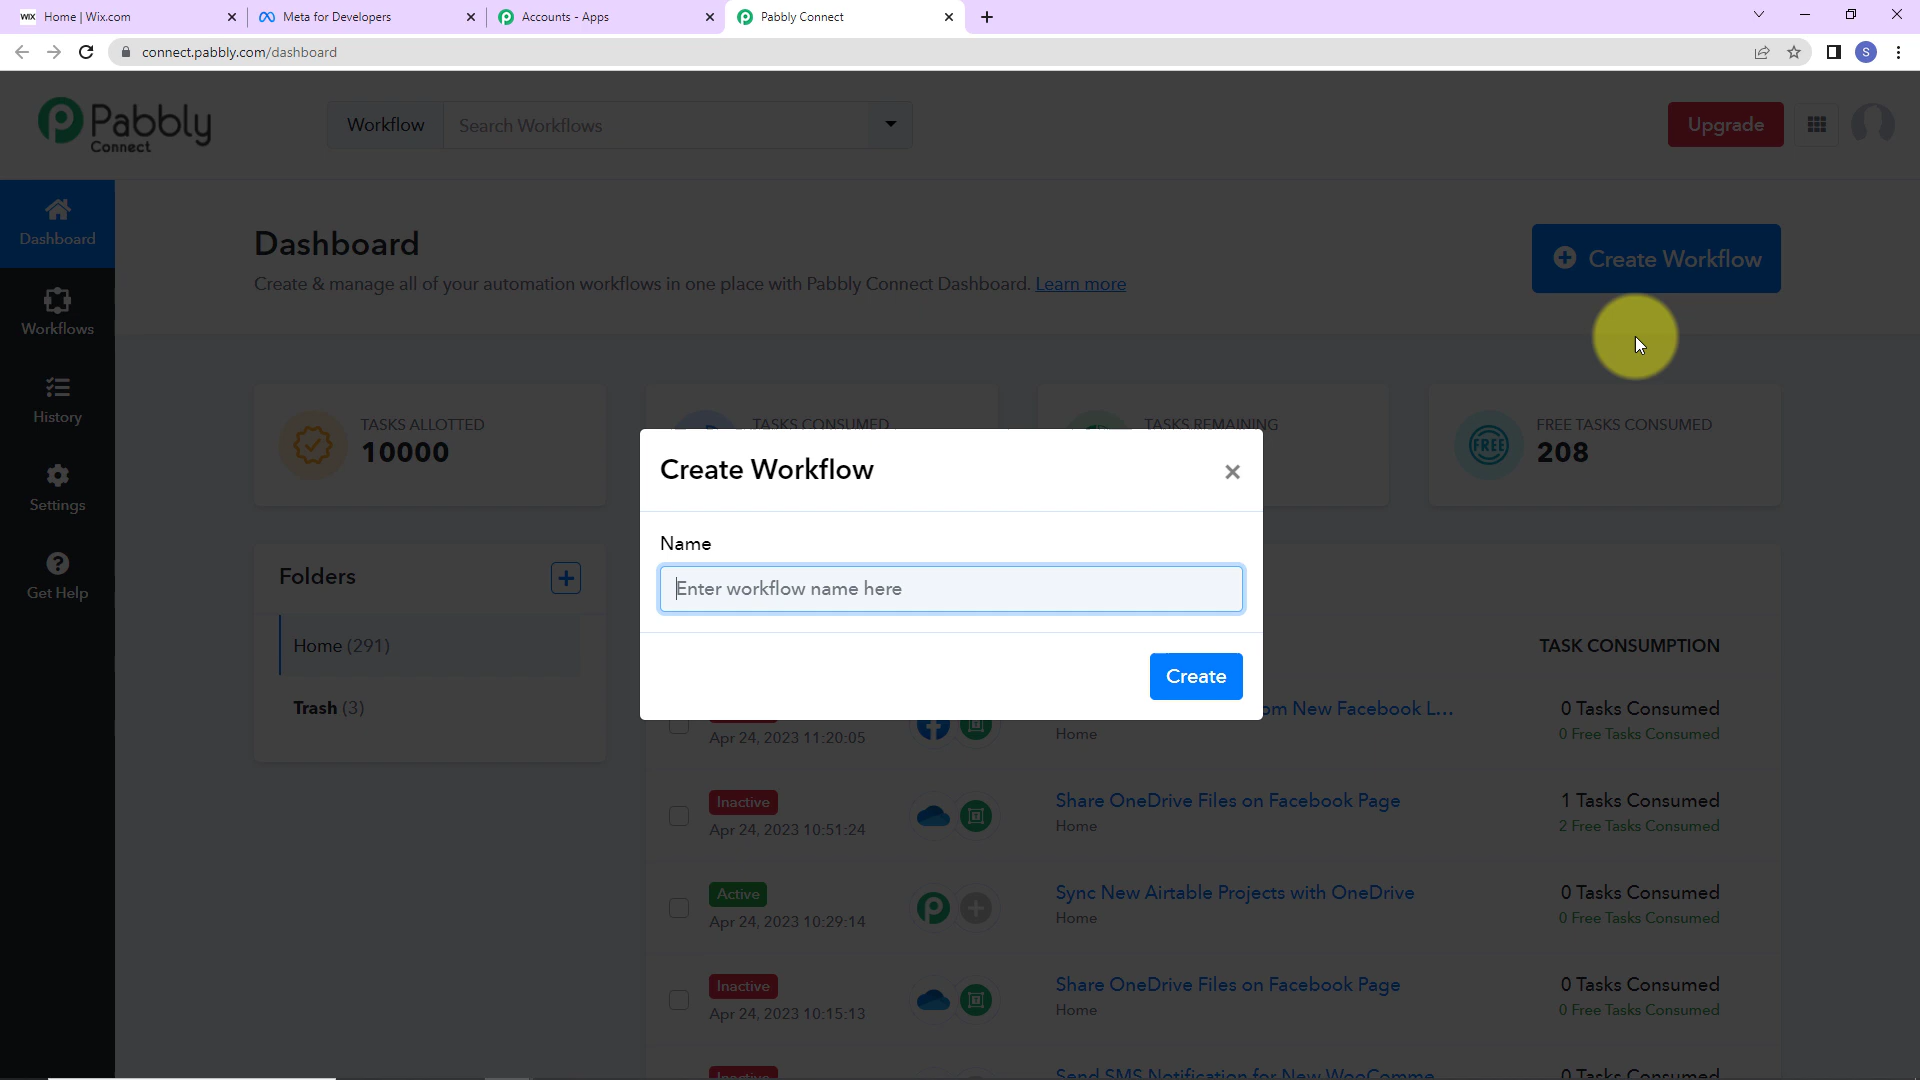 WIX Home | Wix.com
Meta for Developers
Accounts - Apps
Pabbly Connect
connect.pabbly.com/dashboard
S
Pabbly
Connect
Workflow
Search Workflows
Upgrade
Dashboard
Workflows
History
Settings
Get Help
Dashboard
Create & manage all of your automation workflows in one place with Pabbly Connect Dashboard. Learn more
Create Workflow
TASKS ALLOTTED
10000
TASKS CONSUMED
TASKS REMAINING
FREE TASKS CONSUMED
FREE
208
Folders
Home (291)
Trash (3)
Create Workflow
Name
Enter workflow name here
Create
TASK CONSUMPTION
Apr 24, 2023 11:20:05
om New Facebook L...
Home
0 Tasks Consumed
0 Free Tasks Consumed
Inactive
Apr 24, 2023 10:51:24
Share OneDrive Files on Facebook Page
Home
1 Tasks Consumed
2 Free Tasks Consumed
Active
Apr 24, 2023 10:29:14
Sync New Airtable Projects with OneDrive
Home
0 Tasks Consumed
0 Free Tasks Consumed
Inactive
Apr 24, 2023 10:15:13
Share OneDrive Files on Facebook Page
Home
0 Tasks Consumed
0 Free Tasks Consumed
Inactive
Send SMS Notification for New WooComme
0 Tasks Consumed